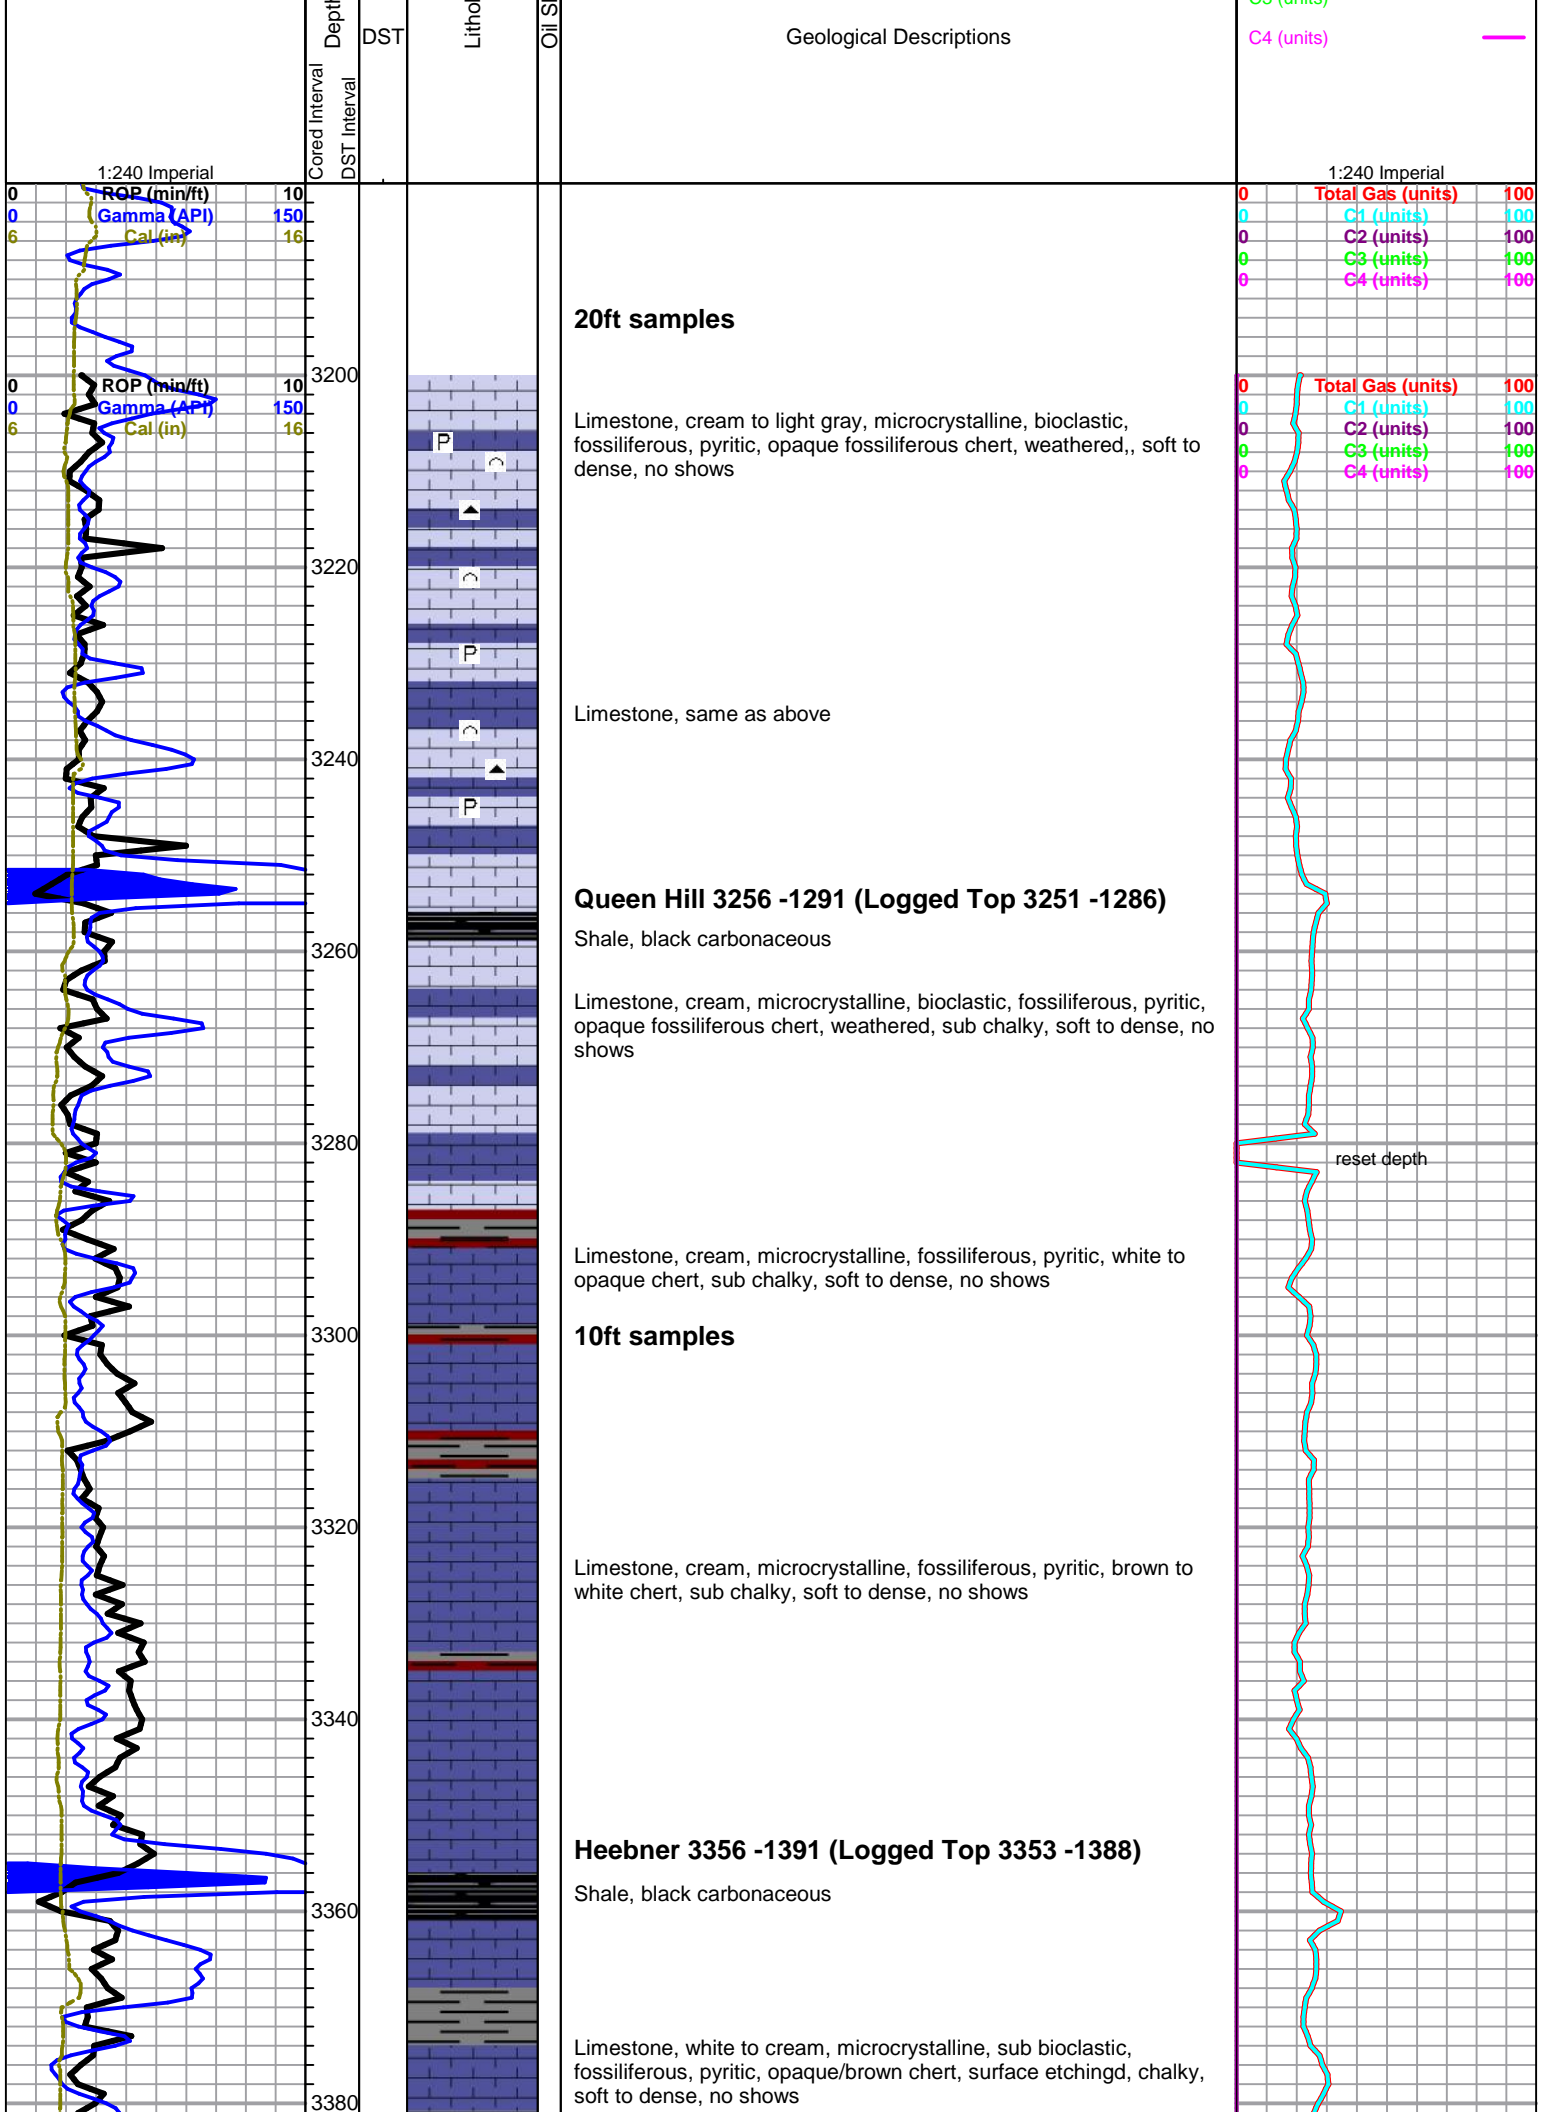 C4 (units)
Depth
DST
Geological Descriptions
Cored Interval
DST Interval
1:240 Imperial
1:240 Imperial
0 ROP (min/ft) 10
0 Gamma (API) 150
6 Cal (in) 16
0 Total Gas (units) 100
0 C1 (units) 100
0 C2 (units) 100
0 C3 (units) 100
0 C4 (units) 100
20ft samples
3200
0 ROP (min/ft) 10
0 Gamma (API) 150
6 Cal (in) 16
0 Total Gas (units) 100
0 C1 (units) 100
0 C2 (units) 100
0 C3 (units) 100
0 C4 (units) 100
Limestone, cream to light gray, microcrystalline, bioclastic,
fossiliferous, pyritic, opaque fossiliferous chert, weathered,, soft to
dense, no shows
P
3220
P
Limestone, same as above
3240
P
Queen Hill 3256 -1291 (Logged Top 3251 -1286)
Shale, black carbonaceous
3260
Limestone, cream, microcrystalline, bioclastic, fossiliferous, pyritic,
opaque fossiliferous chert, weathered, sub chalky, soft to dense, no
shows
3280
reset depth
Limestone, cream, microcrystalline, fossiliferous, pyritic, white to
opaque chert, sub chalky, soft to dense, no shows
3300
10ft samples
3320
Limestone, cream, microcrystalline, fossiliferous, pyritic, brown to
white chert, sub chalky, soft to dense, no shows
3340
Heebner 3356 -1391 (Logged Top 3353 -1388)
Shale, black carbonaceous
3360
Limestone, white to cream, microcrystalline, sub bioclastic,
fossiliferous, pyritic, opaque/brown chert, surface etchingd, chalky,
soft to dense, no shows
3380